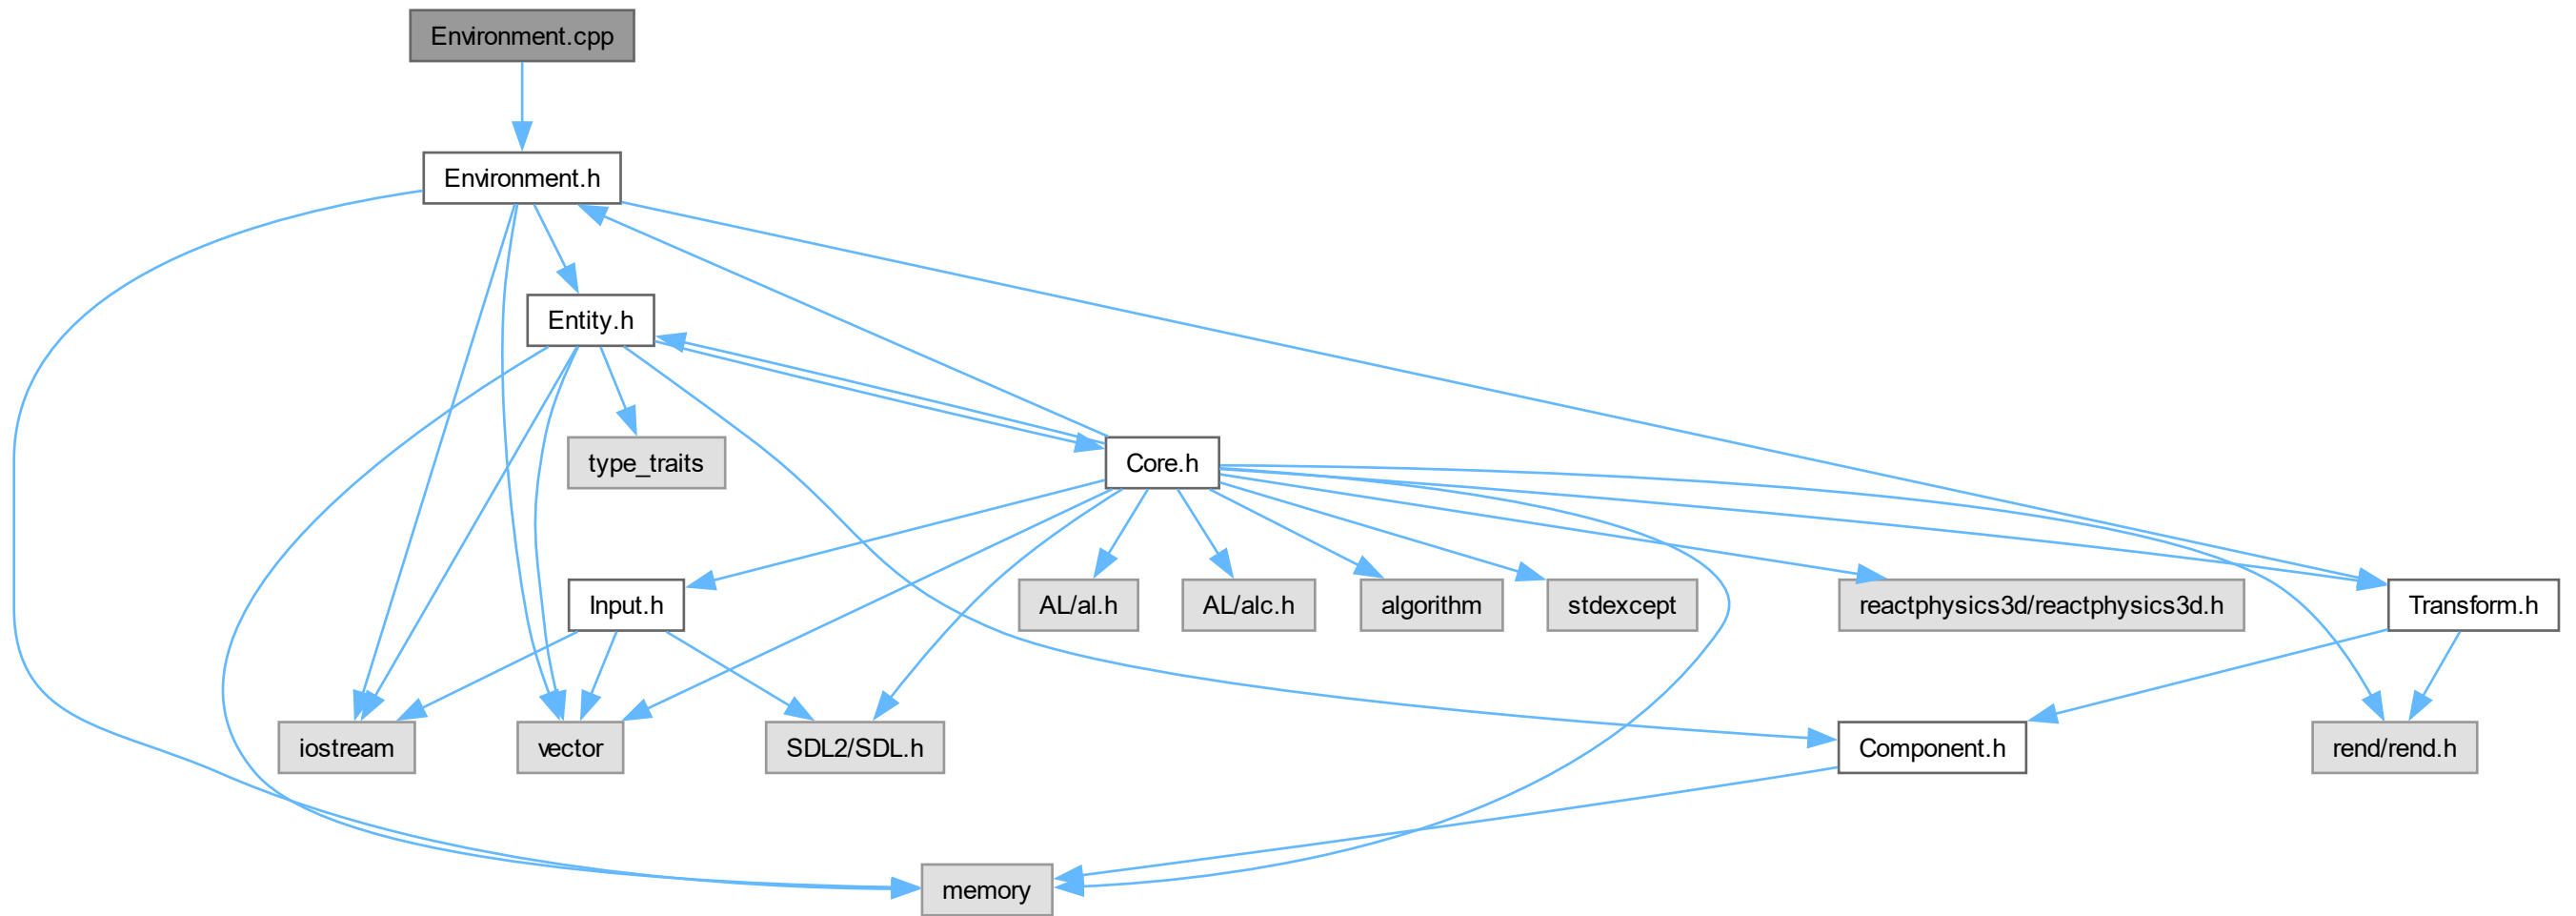 Environment.cpp
Environment.h
Entity.h
type_traits
Core.h
Input.h
AL/al.h
AL/alc.h
algorithm
stdexcept
reactphysics3d/reactphysics3d.h
Transform.h
iostream
vector
SDL2/SDL.h
Component.h
rend/rend.h
memory